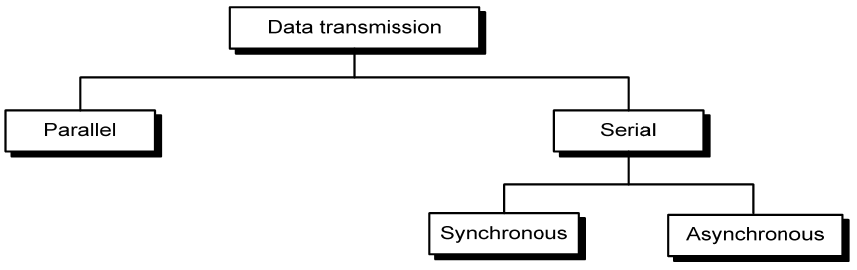 Data transmission
Parallel
Serial
Synchronous
Asynchronous